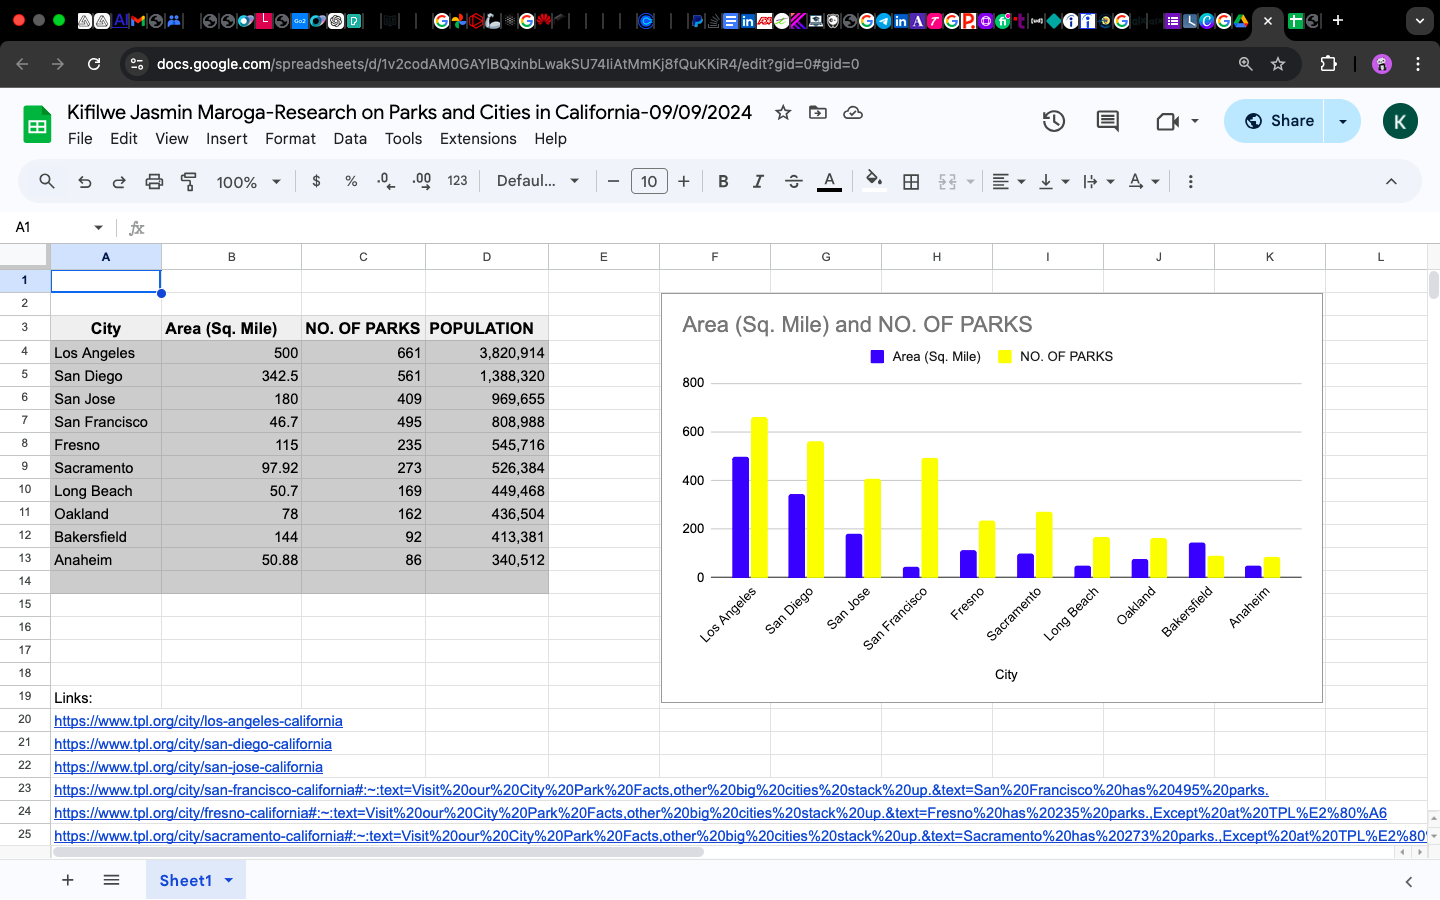 docs.google.com/spreadsheets/d/1v2codAM0GAYlBQxinbLwakSU74IiAtMmKj8fQuKKiR4/edit?gid=0#gid=0
Kifilwe Jasmin Maroga-Research on Parks and Cities in California-09/09/2024
File Edit View Insert Format Data Tools Extensions Help
Share
K
100% $ % .0 .00 123 Defaul... 10 B I A
A1 fx
A B C D E F G H I J K L
1
2
3 City Area (Sq. Mile) NO. OF PARKS POPULATION
4 Los Angeles 500 661 3,820,914
5 San Diego 342.5 561 1,388,320
6 San Jose 180 409 969,655
7 San Francisco 46.7 495 808,988
8 Fresno 115 235 545,716
9 Sacramento 97.92 273 526,384
10 Long Beach 50.7 169 449,468
11 Oakland 78 162 436,504
12 Bakersfield 144 92 413,381
13 Anaheim 50.88 86 340,512
14
15
16
17
18
Area (Sq. Mile) and NO. OF PARKS
Area (Sq. Mile) NO. OF PARKS
800
600
400
200
0
Los Angeles San Diego San Jose San Francisco Fresno Sacramento Long Beach Oakland Bakersfield Anaheim
City
19 Links:
20 https://www.tpl.org/city/los-angeles-california
21 https://www.tpl.org/city/san-diego-california
22 https://www.tpl.org/city/san-jose-california
23 https://www.tpl.org/city/san-francisco-california#:~:text=Visit%20our%20City%20Park%20Facts,other%20big%20cities%20stack%20up.&text=San%20Francisco%20has%20495%20parks.
24 https://www.tpl.org/city/fresno-california#:~:text=Visit%20our%20City%20Park%20Facts,other%20big%20cities%20stack%20up.&text=Fresno%20has%20235%20parks.,Except%20at%20TPL%E2%80%A6
25 https://www.tpl.org/city/sacramento-california#:~:text=Visit%20our%20City%20Park%20Facts,other%20big%20cities%20stack%20up.&text=Sacramento%20has%20273%20parks.,Except%20at%20TPL%E2%80
Sheet1